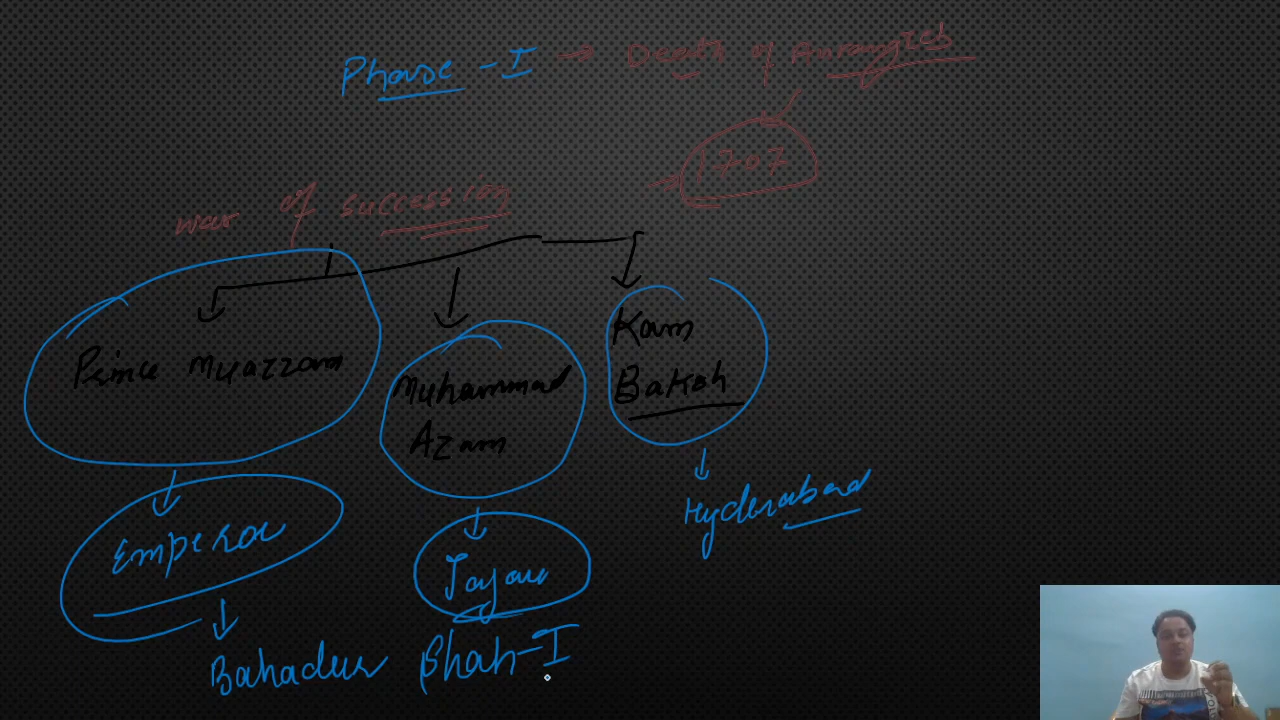 Phase - I → Death of Aurangzeb
1707
war of succession
Prince Muazzam
Muhammad
Azam
Kam
Baksh
Emperor
Jajau
Hyderabad
Bahadur Shah-I